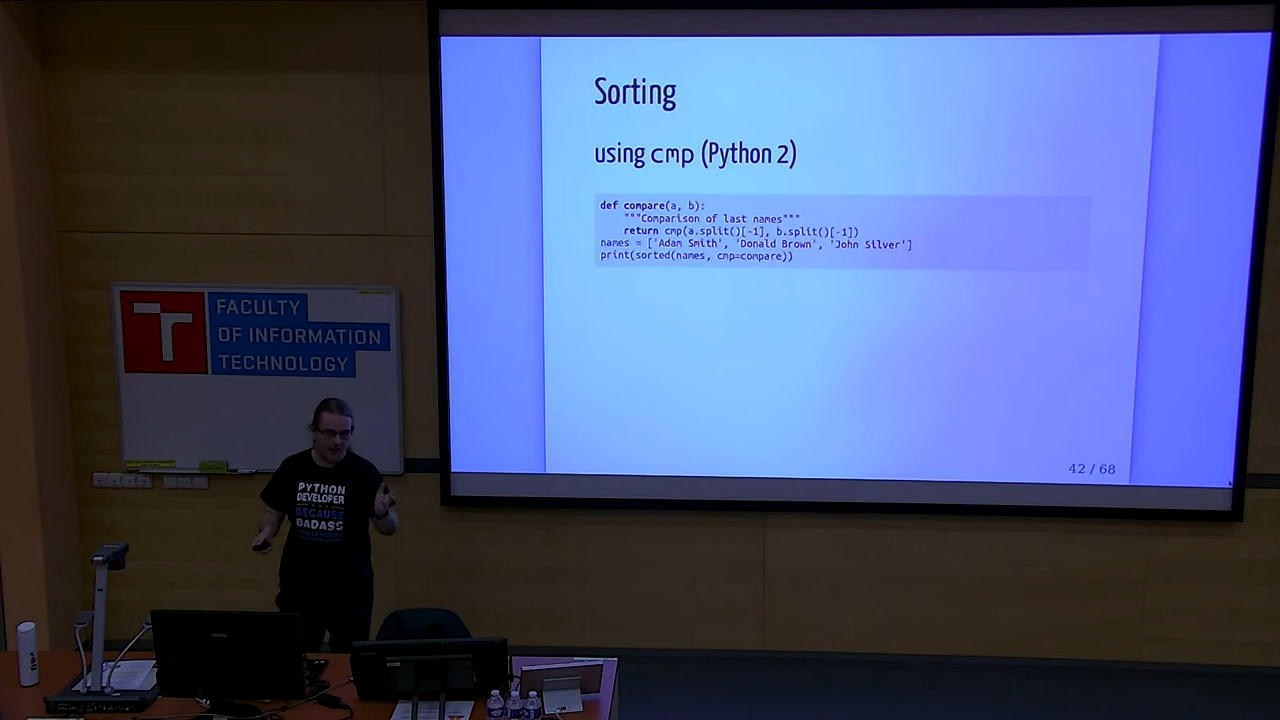 Sorting
using cmp (Python 2)
def compare(a, b):
"""Comparison of last names"""
return cmp(a.split()[-1], b.split()[-1])
names = ['Adam Smith', 'Donald Brown', 'John Silver']
print(sorted(names, cmp=compare))
42 / 68
T
FACULTY
OF INFORMATION
TECHNOLOGY
PYTHON
DEVELOPER
BECAUSE
BADASS